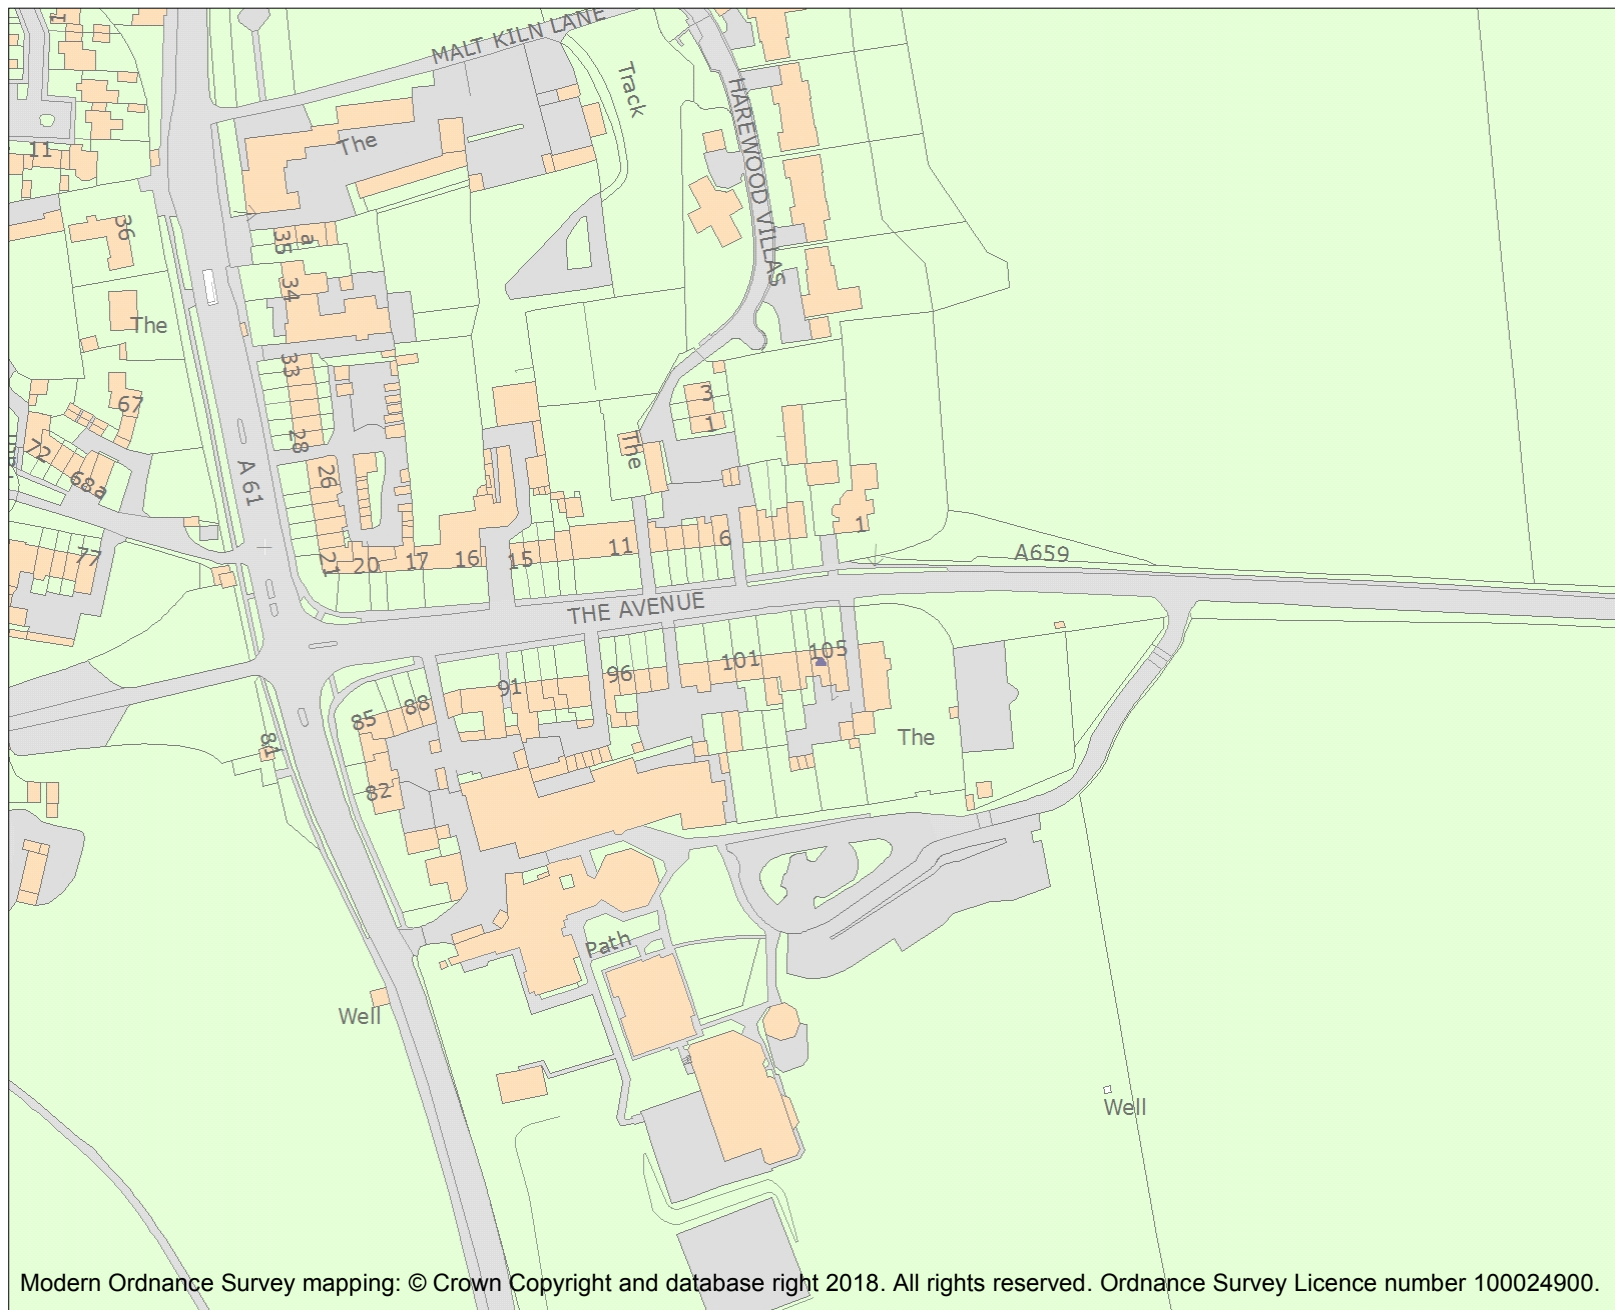 MALT KILN LANE
Track
HAREWOOD VILLAS
The
11
36
35
a
34
The
33
67
3
1
28
The
72
68a
A 61
26
77
21
20
17
16
15
11
6
1
A659
THE AVENUE
105
101
96
91
88
85
The
81
82
Path
Well
Well
Modern Ordnance Survey mapping: © Crown Copyright and database right 2018. All rights reserved. Ordnance Survey Licence number 100024900.